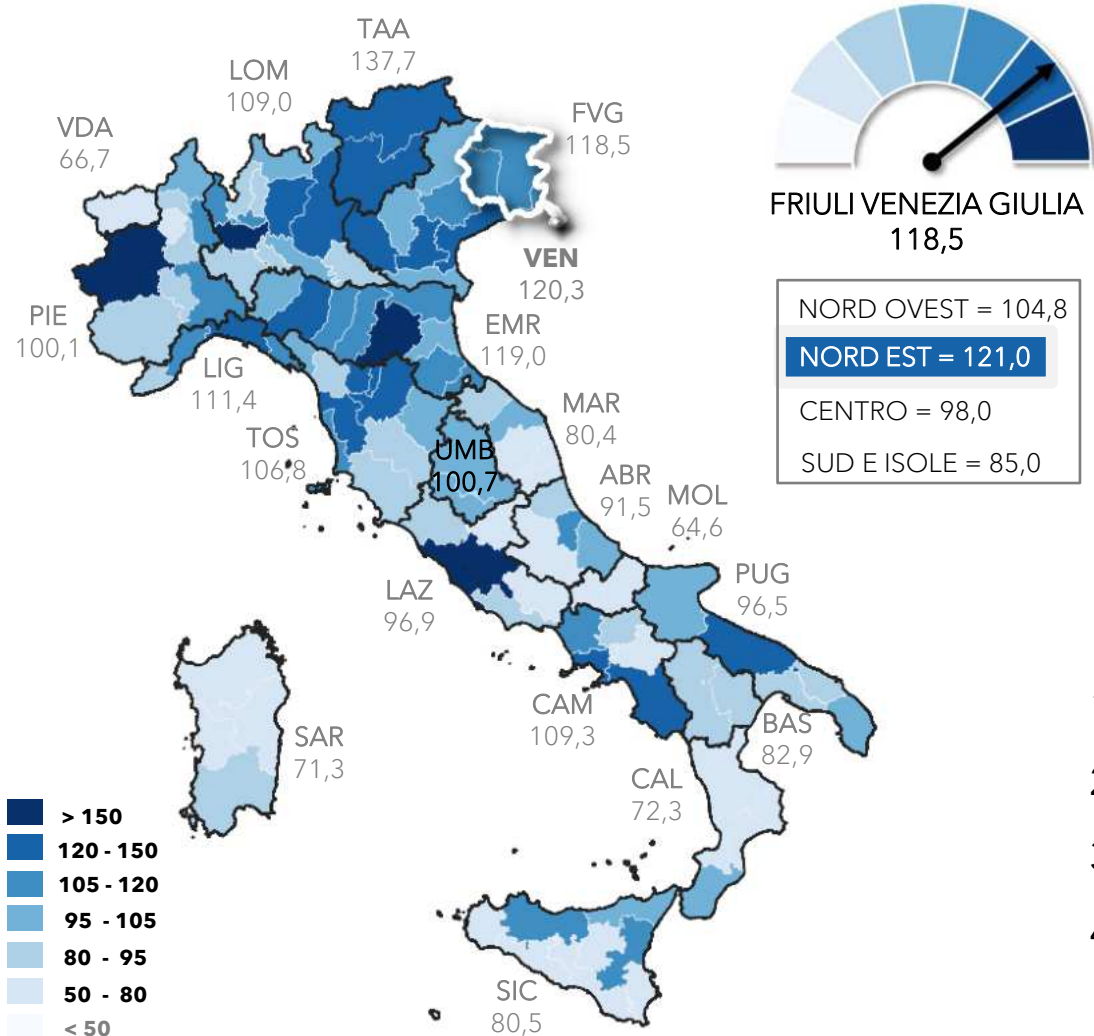 TAA
137,7
LOM
109,0
VDA
66,7
FVG
118,5
FRIULI VENEZIA GIULIA
118,5
VEN
120,3
NORD OVEST = 104,8
NORD EST = 121,0
CENTRO = 98,0
SUD E ISOLE = 85,0
PIE
100,1
EMR
119,0
LIG
111,4
MAR
80,4
TOS
106,8
UMB
100,7
ABR
91,5
MOL
64,6
PUG
96,5
LAZ
96,9
CAM
109,3
BAS
82,9
SAR
71,3
CAL
72,3
SIC
80,5
> 150
120 - 150
105 - 120
95 - 105
80 - 95
50 - 80
< 50